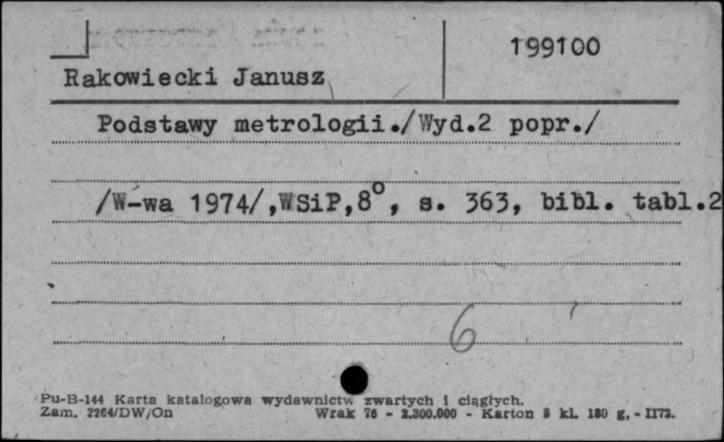 199100
Rakowiecki Janusz
Podstawy metrologii./Wyd.2 popr./
/W-wa 1974/,WSiP,8°, s. 363, bibl. tabl.2
6
Pu-B-144 Karta katalogowa wydawnictw zwartych i ciągłych.
Zam. 2264/DW/On Wrak 76 - 2.300.000 - Karton kl. 180 g, - II73.